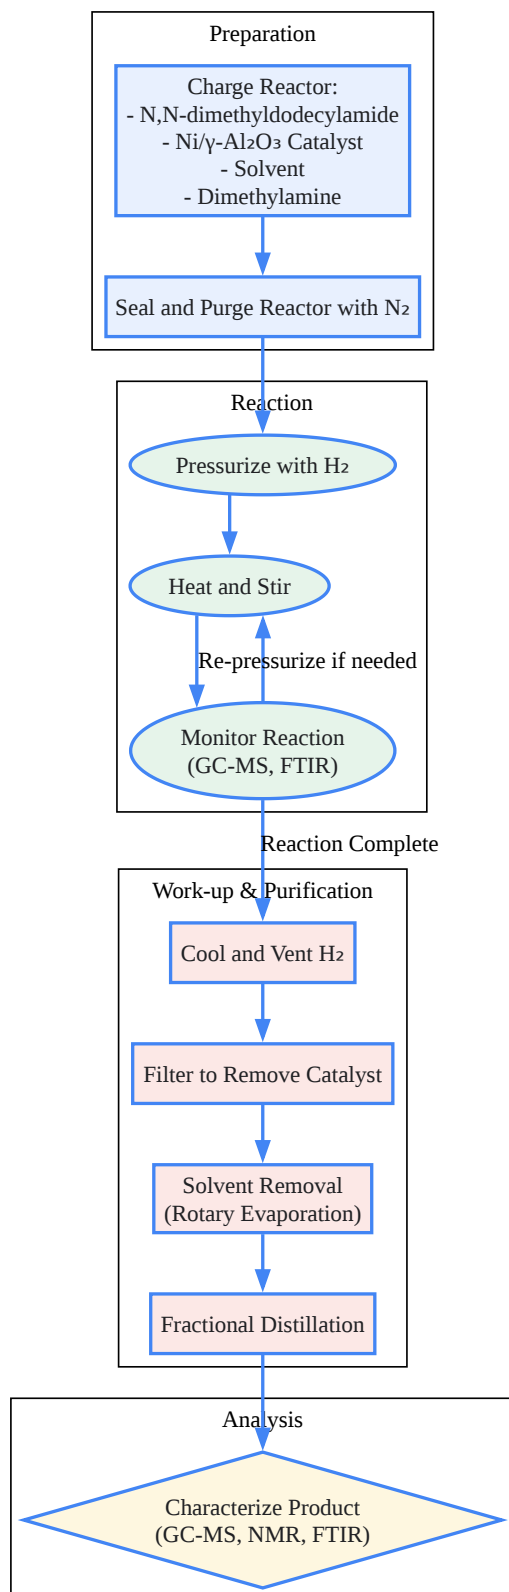 Preparation
Charge Reactor:
- N,N-dimethyldodecylamide
- Ni/γ-Al₂O₃ Catalyst
- Solvent
- Dimethylamine
Seal and Purge Reactor with N₂
Reaction
Pressurize with H₂
Heat and Stir
Re-pressurize if needed
Monitor Reaction
(GC-MS, FTIR)
Reaction Complete
Work-up & Purification
Cool and Vent H₂
Filter to Remove Catalyst
Solvent Removal
(Rotary Evaporation)
Fractional Distillation
Analysis
Characterize Product
(GC-MS, NMR, FTIR)